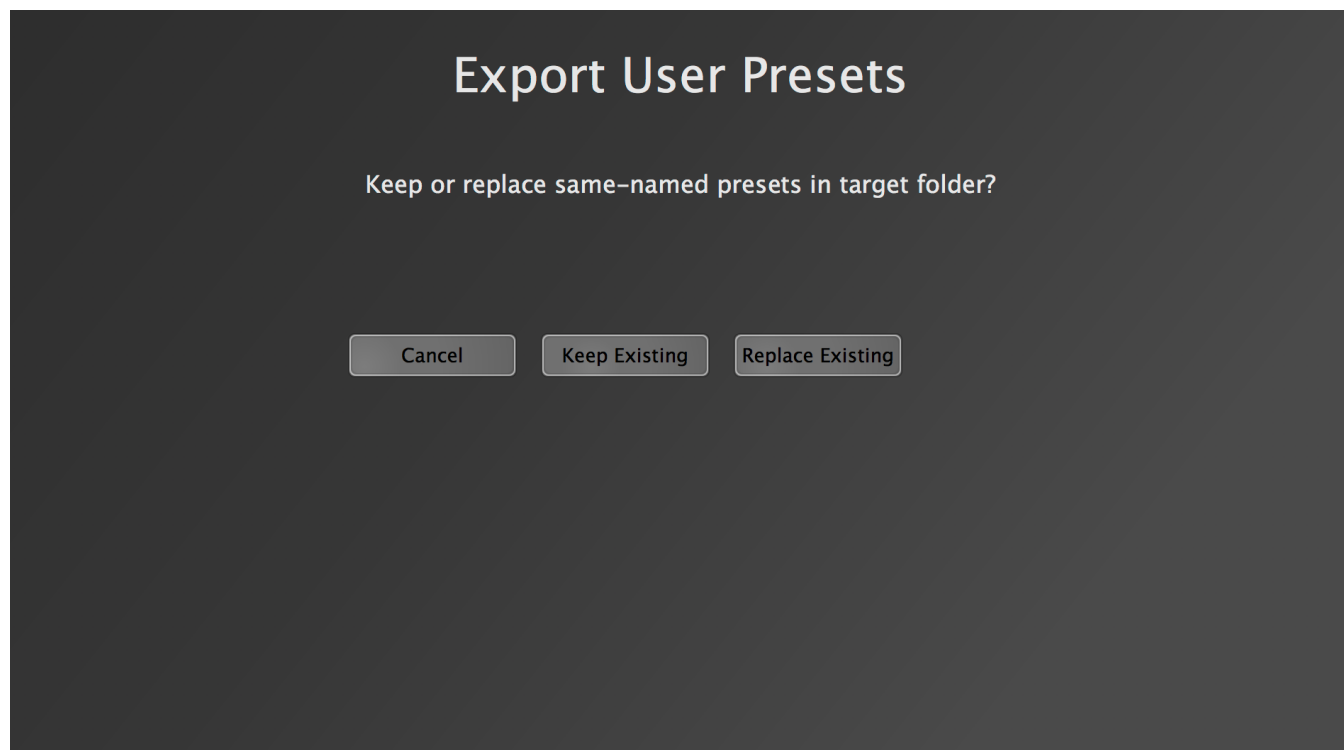 Export User Presets
Keep or replace same-named presets in target folder?
Cancel
Keep Existing
Replace Existing